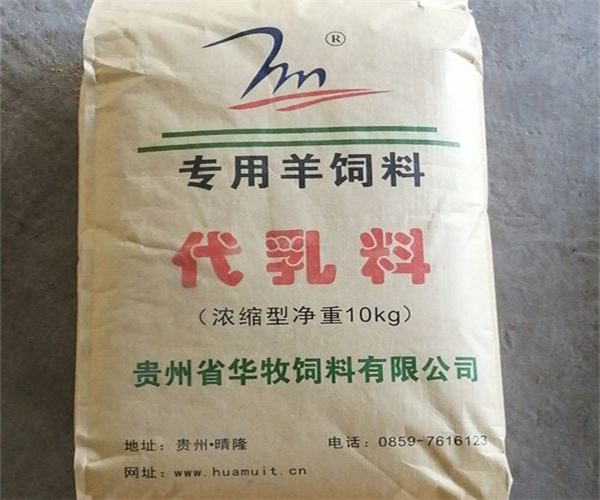 ®
专用羊饲料
代乳料
(浓缩型净重10kg)
贵州省华牧饲料有限公司
地址: 贵州·晴隆 电话: 0859-7616123
网址: www.huamuit.cn